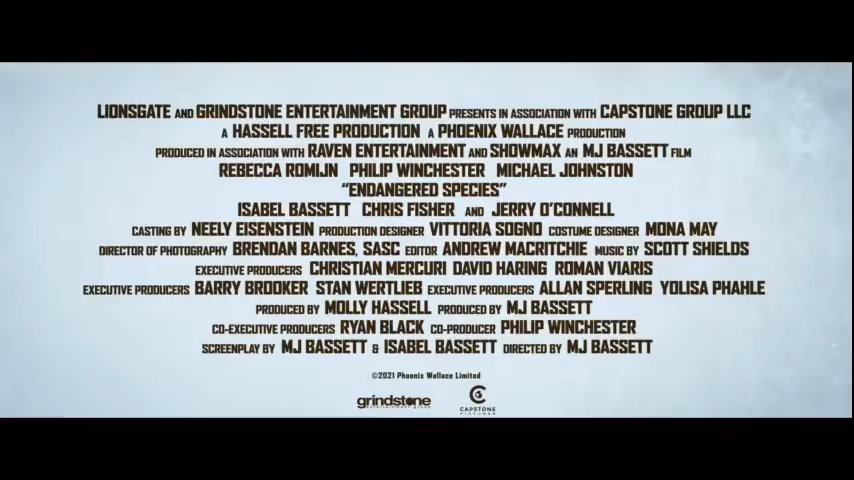 LIONSGATE AND GRINDSTONE ENTERTAINMENT GROUP PRESENTS IN ASSOCIATION WITH CAPSTONE GROUP LLC
A HASSELL FREE PRODUCTION A PHOENIX WALLACE PRODUCTION
PRODUCED IN ASSOCIATION WITH RAVEN ENTERTAINMENT AND SHOWMAX AN MJ BASSETT FILM
REBECCA ROMIJN PHILIP WINCHESTER MICHAEL JOHNSTON
"ENDANGERED SPECIES"
ISABEL BASSETT CHRIS FISHER AND JERRY O'CONNELL
CASTING BY NEELY EISENSTEIN PRODUCTION DESIGNER VITTORIA SOGNO COSTUME DESIGNER MONA MAY
DIRECTOR OF PHOTOGRAPHY BRENDAN BARNES, SASC EDITOR ANDREW MACRITCHIE MUSIC BY SCOTT SHIELDS
EXECUTIVE PRODUCERS CHRISTIAN MERCURI DAVID HARING ROMAN VIARIS
EXECUTIVE PRODUCERS BARRY BROOKER STAN WERTLIEB EXECUTIVE PRODUCERS ALLAN SPERLING YOLISA PHAHLE
PRODUCED BY MOLLY HASSELL PRODUCED BY MJ BASSETT
CO-EXECUTIVE PRODUCERS RYAN BLACK CO-PRODUCER PHILIP WINCHESTER
SCREENPLAY BY MJ BASSETT & ISABEL BASSETT DIRECTED BY MJ BASSETT
©2021 Phoenix Wallace Limited
grindstone
entertainment group
CAPSTONE
PICTURES